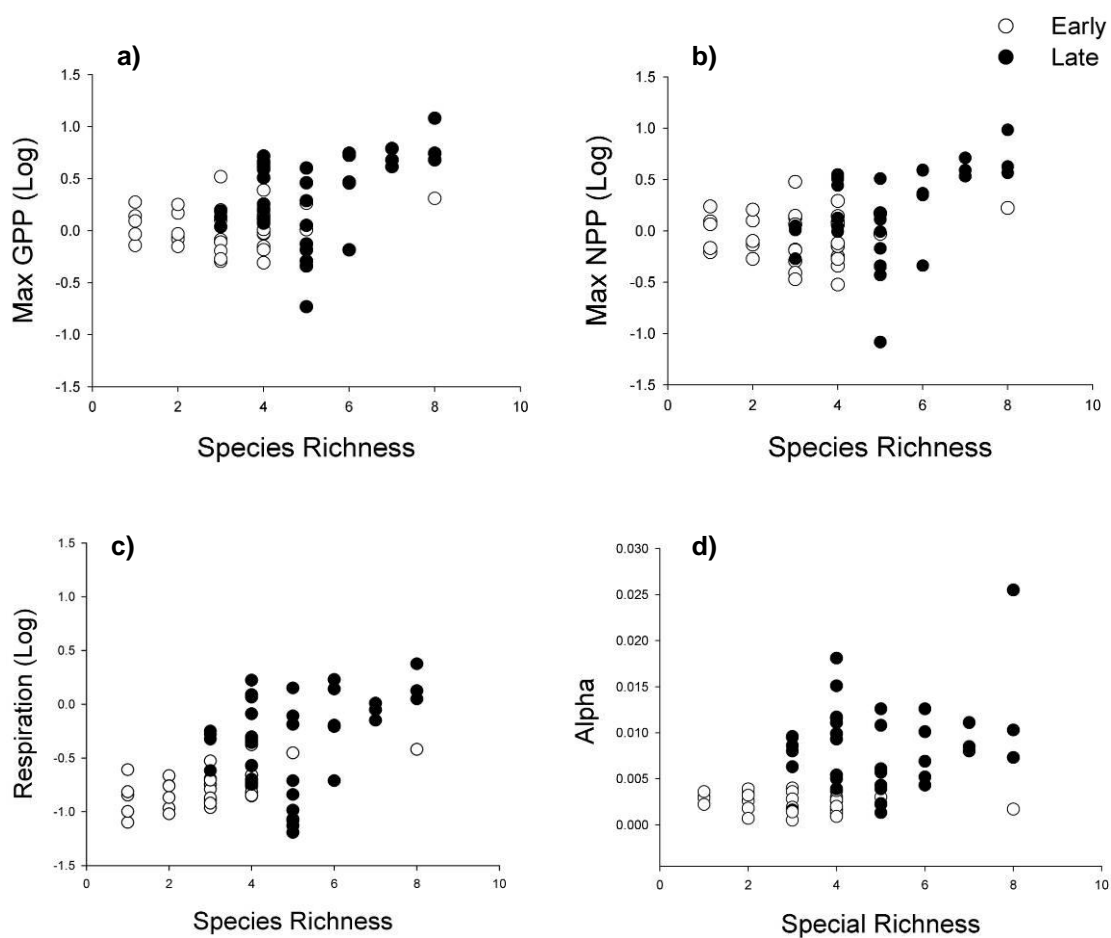 Early
Late
a)
b)
1.5
1.0
0.5
0.0
-0.5
-1.0
-1.5
Max GPP (Log)
0 2 4 6 8 10
Species Richness
1.5
1.0
0.5
0.0
-0.5
-1.0
-1.5
Max NPP (Log)
0 2 4 6 8 10
Species Richness
c)
1.5
1.0
0.5
0.0
-0.5
-1.0
-1.5
Respiration (Log)
0 2 4 6 8 10
Species Richness
d)
0.030
0.025
0.020
0.015
0.010
0.005
0.000
Alpha
0 2 4 6 8 10
Special Richness